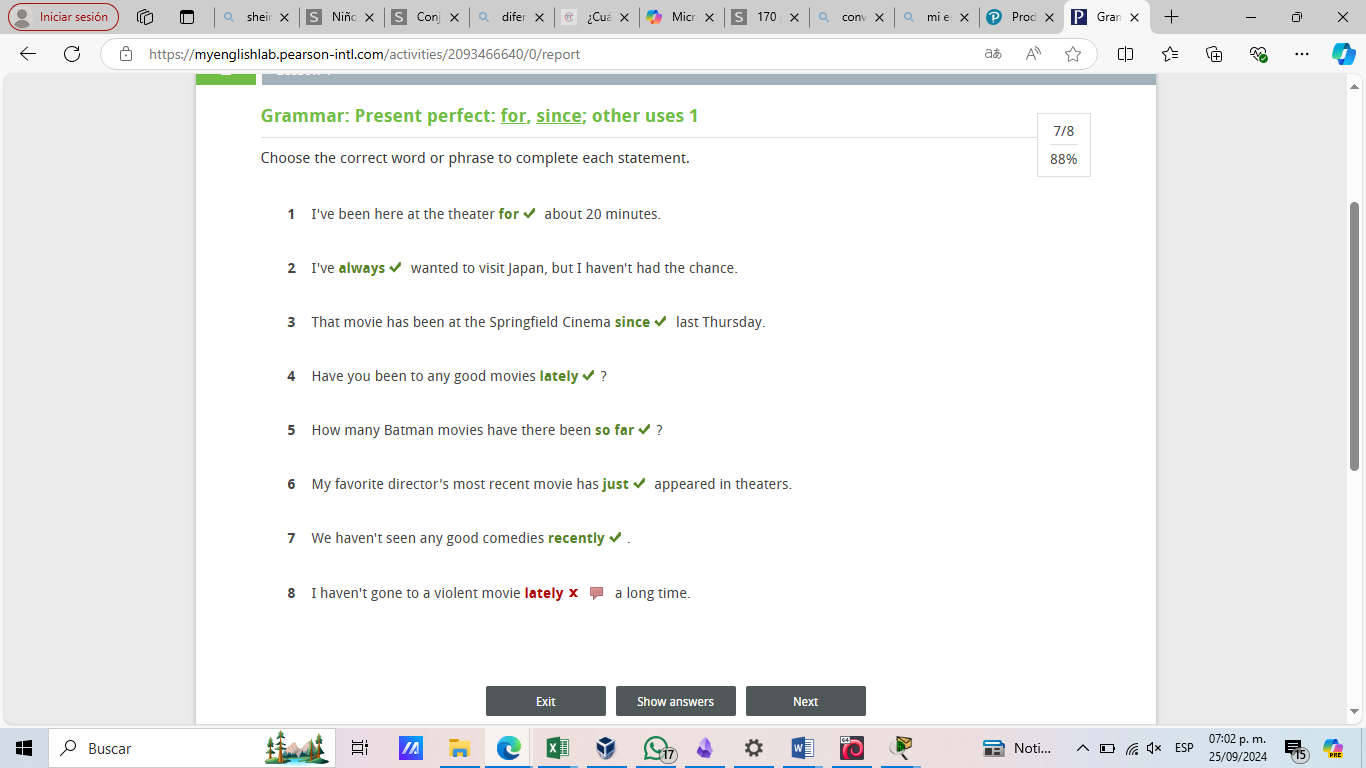 Iniciar sesión
shei
Niño
Conj
difer
¿Cuá
Micr
170
conv
mi e
Prod
Gran
https://myenglishlab.pearson-intl.com/activities/2093466640/0/report
Grammar: Present perfect: for, since; other uses 1
7/8
88%
Choose the correct word or phrase to complete each statement.
1 I've been here at the theater for about 20 minutes.
2 I've always wanted to visit Japan, but I haven't had the chance.
3 That movie has been at the Springfield Cinema since last Thursday.
4 Have you been to any good movies lately ?
5 How many Batman movies have there been so far ?
6 My favorite director's most recent movie has just appeared in theaters.
7 We haven't seen any good comedies recently .
8 I haven't gone to a violent movie lately x a long time.
Exit
Show answers
Next
Buscar
17
Noti...
ESP
07:02 p. m.
25/09/2024
15
PRE